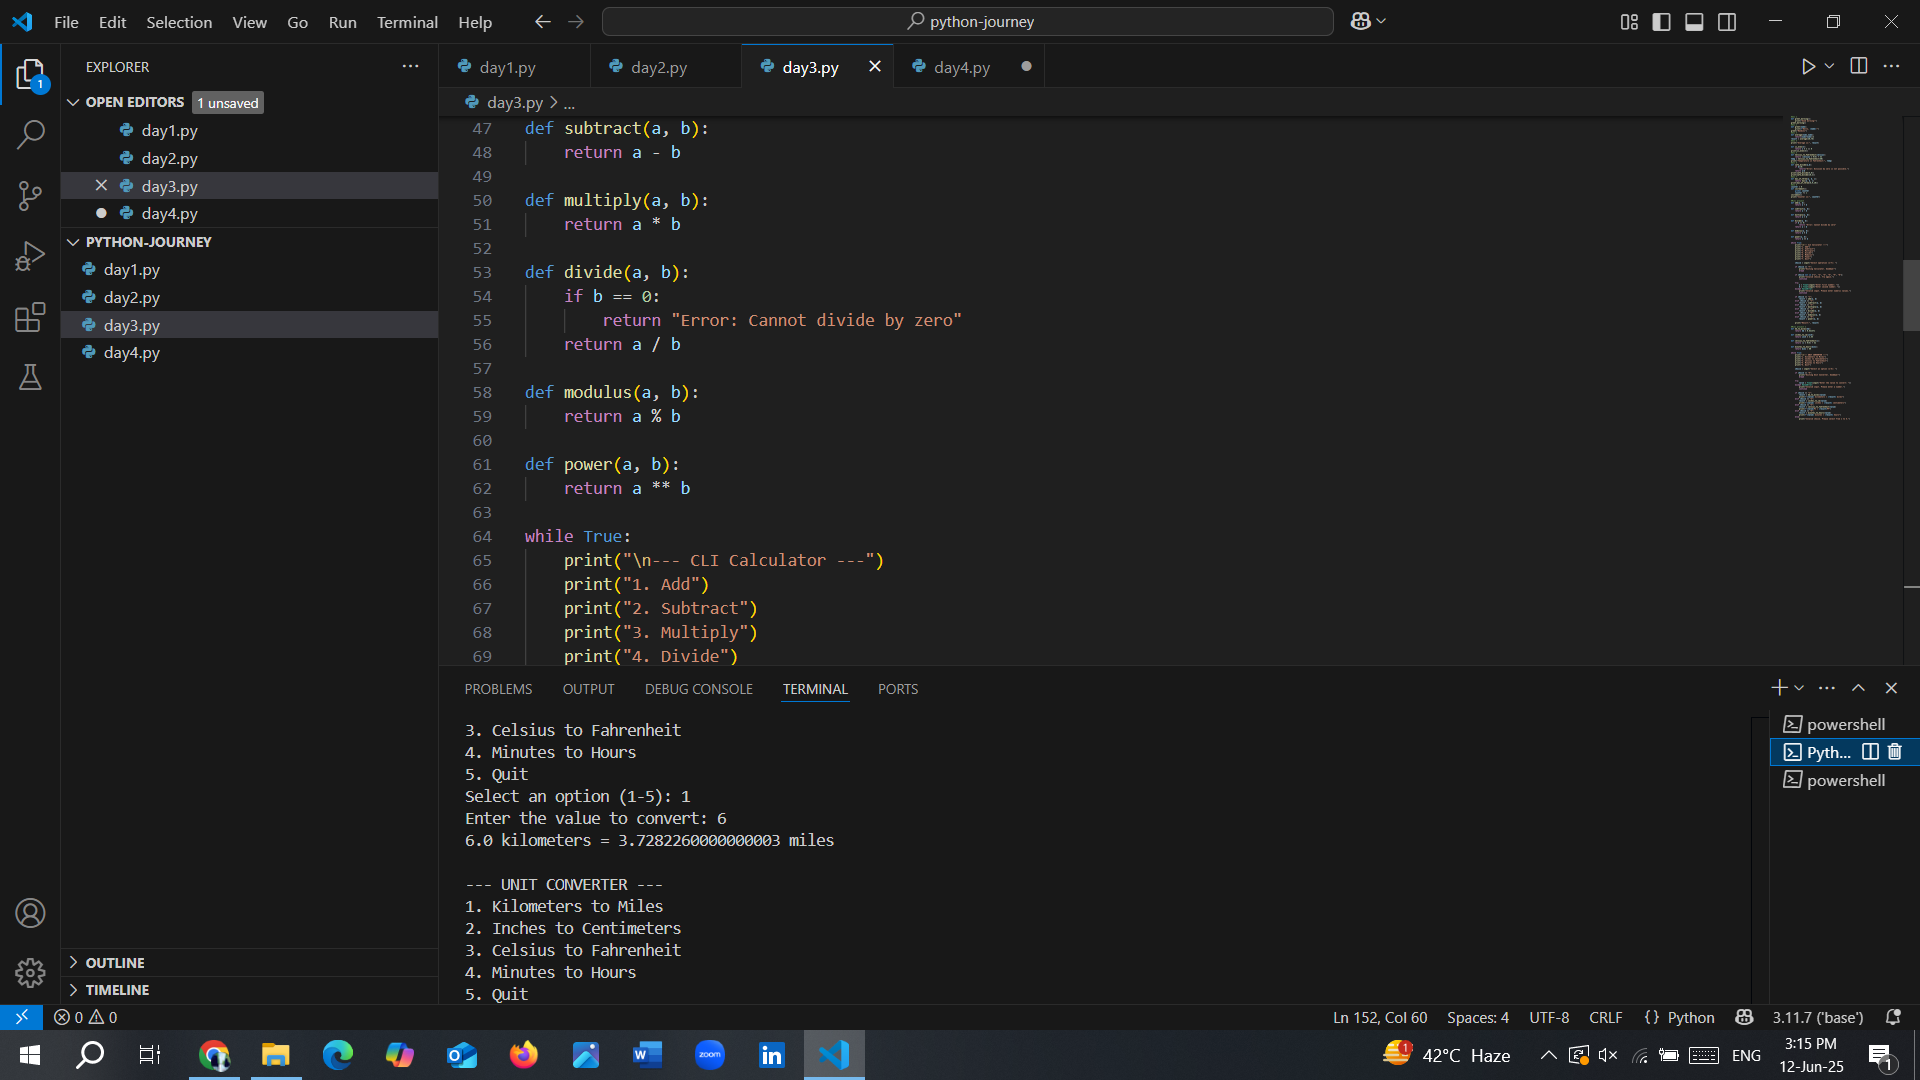 File Edit Selection View Go Run Terminal Help
python-journey
EXPLORER
OPEN EDITORS 1 unsaved
day1.py
day2.py
day3.py
day4.py
PYTHON-JOURNEY
day1.py
day2.py
day3.py
day4.py
OUTLINE
TIMELINE
day1.py day2.py day3.py day4.py
day3.py > ...
47 def subtract(a, b):
48     return a - b
49
50 def multiply(a, b):
51     return a * b
52
53 def divide(a, b):
54     if b == 0:
55         return "Error: Cannot divide by zero"
56     return a / b
57
58 def modulus(a, b):
59     return a % b
60
61 def power(a, b):
62     return a ** b
63
64 while True:
65     print("\n--- CLI Calculator ---")
66     print("1. Add")
67     print("2. Subtract")
68     print("3. Multiply")
69     print("4. Divide")
PROBLEMS OUTPUT DEBUG CONSOLE TERMINAL PORTS
3. Celsius to Fahrenheit
4. Minutes to Hours
5. Quit
Select an option (1-5): 1
Enter the value to convert: 6
6.0 kilometers = 3.7282260000000003 miles
--- UNIT CONVERTER ---
1. Kilometers to Miles
2. Inches to Centimeters
3. Celsius to Fahrenheit
4. Minutes to Hours
5. Quit
powershell
Pyth...
powershell
0 0 Ln 152, Col 60 Spaces: 4 UTF-8 CRLF {} Python 3.11.7 ('base')
42°C Haze ENG 3:15 PM
12-Jun-25